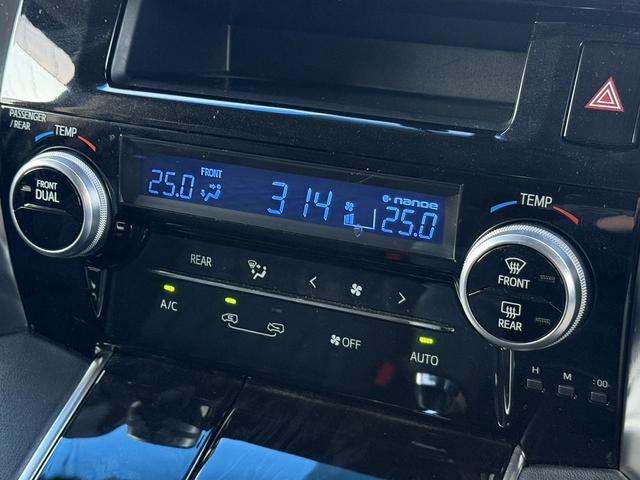 PASSENGER
/ REAR
TEMP
FRONT
DUAL
25.0
FRONT
3 14
nanoe
25.0
TEMP
FRONT
REAR
REAR
A/C
OFF
AUTO
H M :00